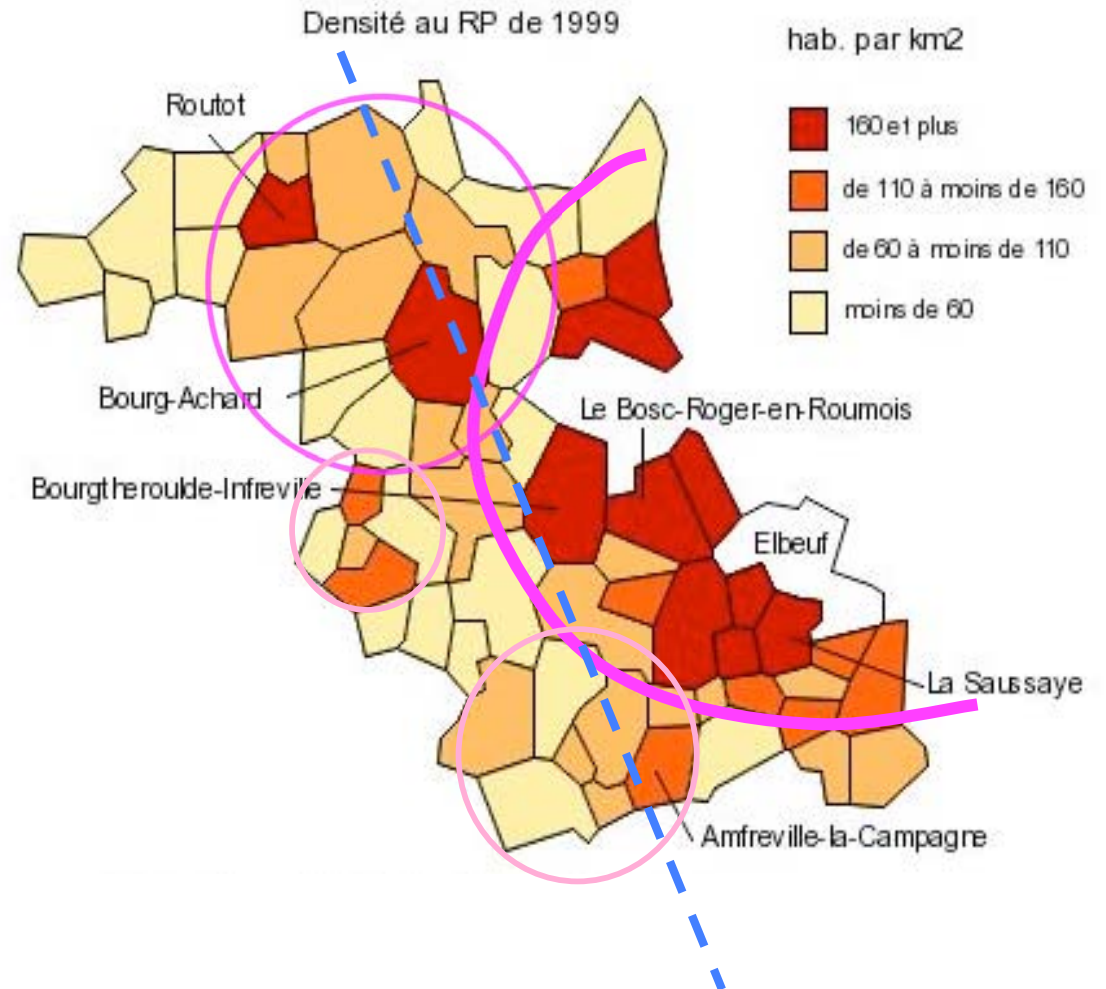 Densité au RP de 1999
hab. par km2
160 et plus
de 110 à moins de 160
de 60 à moins de 110
moins de 60
Routot
Bourg-Achard
Le Bosc-Roger-en-Roumois
Bourgtheroulde-Infreville
Elbeuf
La Saussaye
Amfreville-la-Campagne